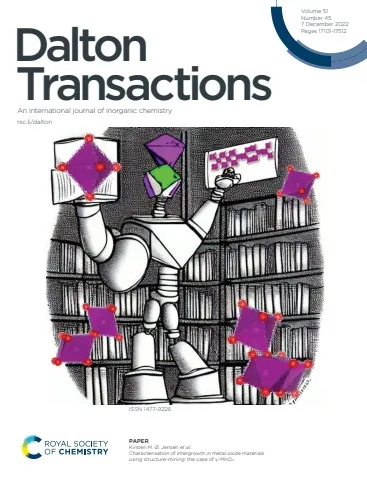 Volume 51
Number 45
7 December 2022
Pages 17101-17512
Dalton
Transactions
An international journal of inorganic chemistry
rsc.li/dalton
ISSN 1477-9226
ROYAL SOCIETY
OF CHEMISTRY
PAPER
Kirsten M. Ø. Jensen et al.
Characterisation of intergrowth in metal oxide materials
using structure-mining: the case of γ-MnO₂